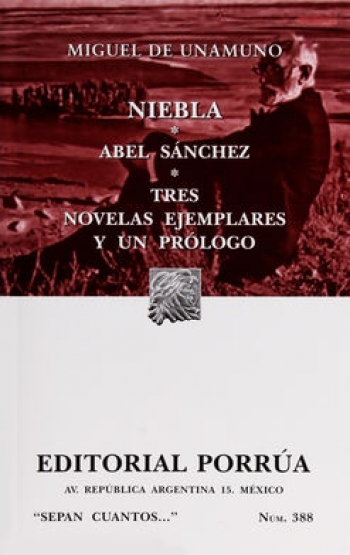 MIGUEL DE UNAMUNO
NIEBLA
*
ABEL SÁNCHEZ
*
TRES
NOVELAS EJEMPLARES
Y UN PRÓLOGO
EDITORIAL PORRÚA
AV. REPÚBLICA ARGENTINA 15. MÉXICO
"SEPAN CUANTOS..." NÚM. 388